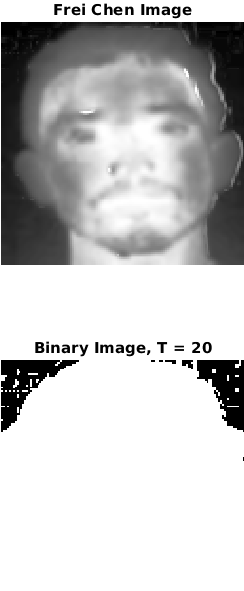 Frei Chen Image
Binary Image, T = 20